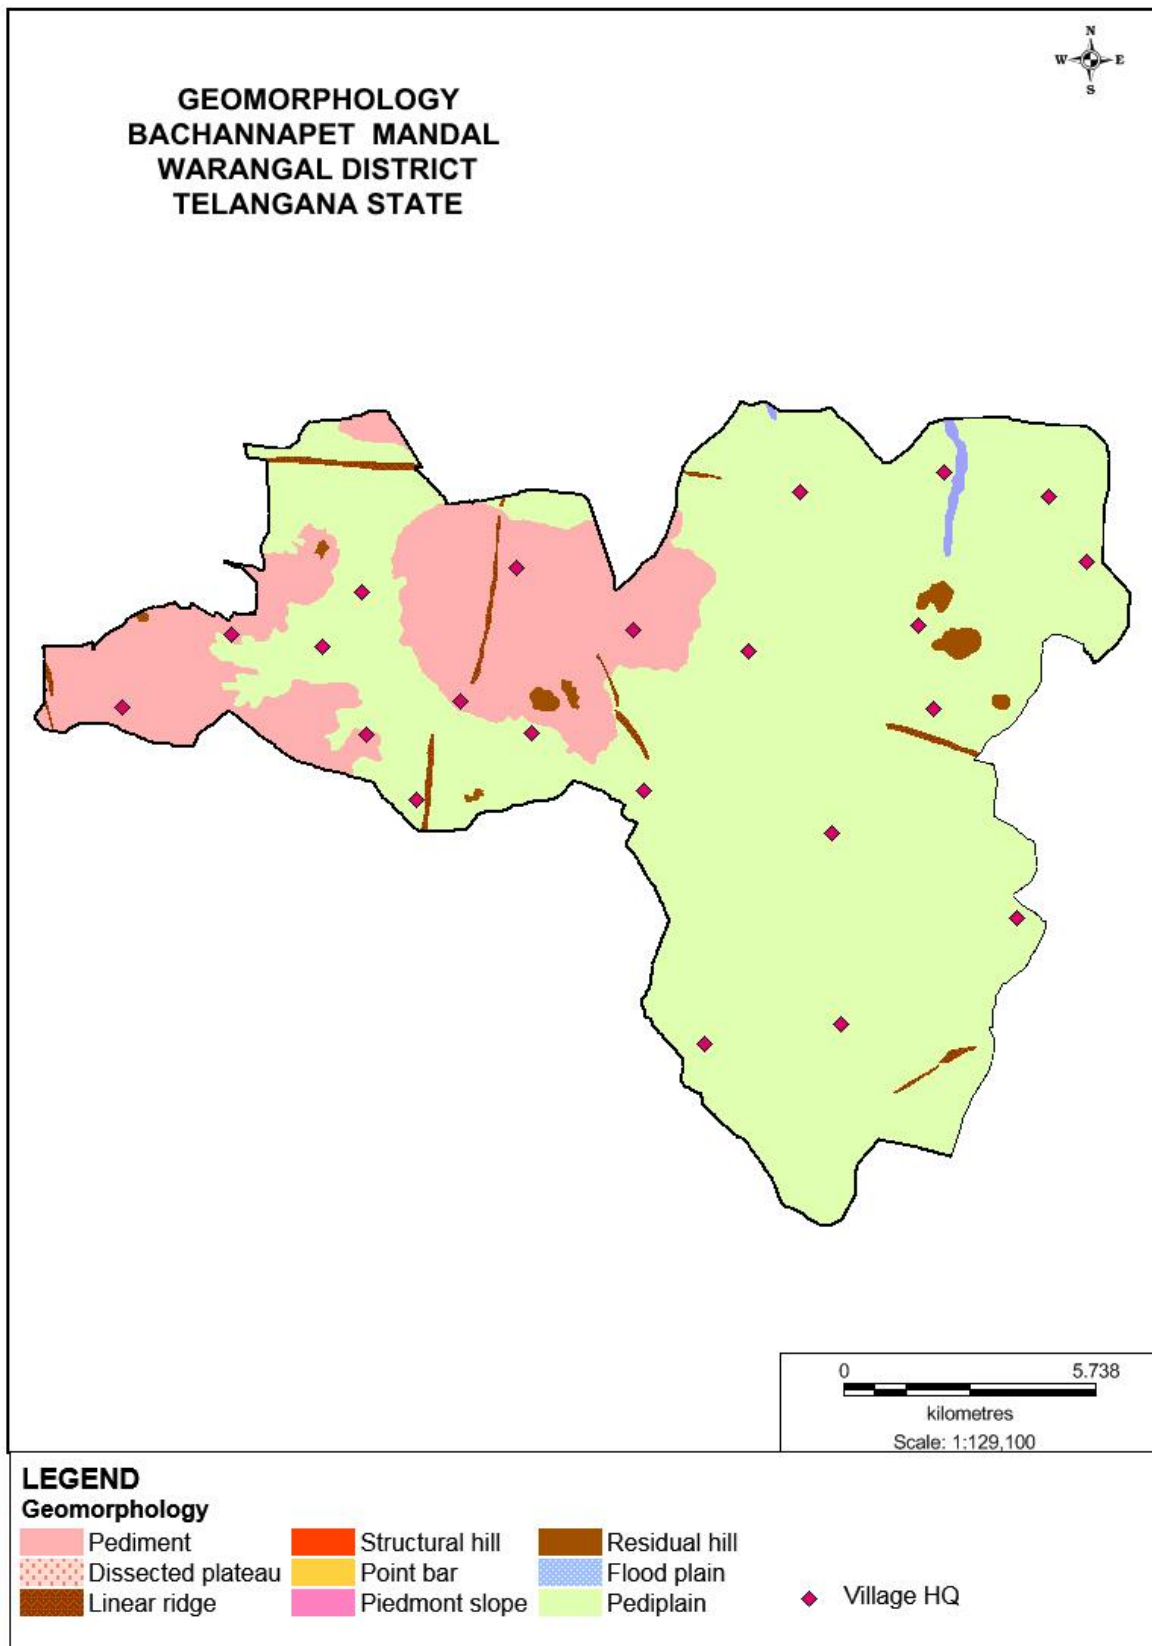 N
W E
S
GEOMORPHOLOGY
BACHANNAPET MANDAL
WARANGAL DISTRICT
TELANGANA STATE
0 5.738
kilometres
Scale: 1:129,100
LEGEND
Geomorphology
Pediment Structural hill Residual hill
Dissected plateau Point bar Flood plain
Linear ridge Piedmont slope Pediplain
Village HQ